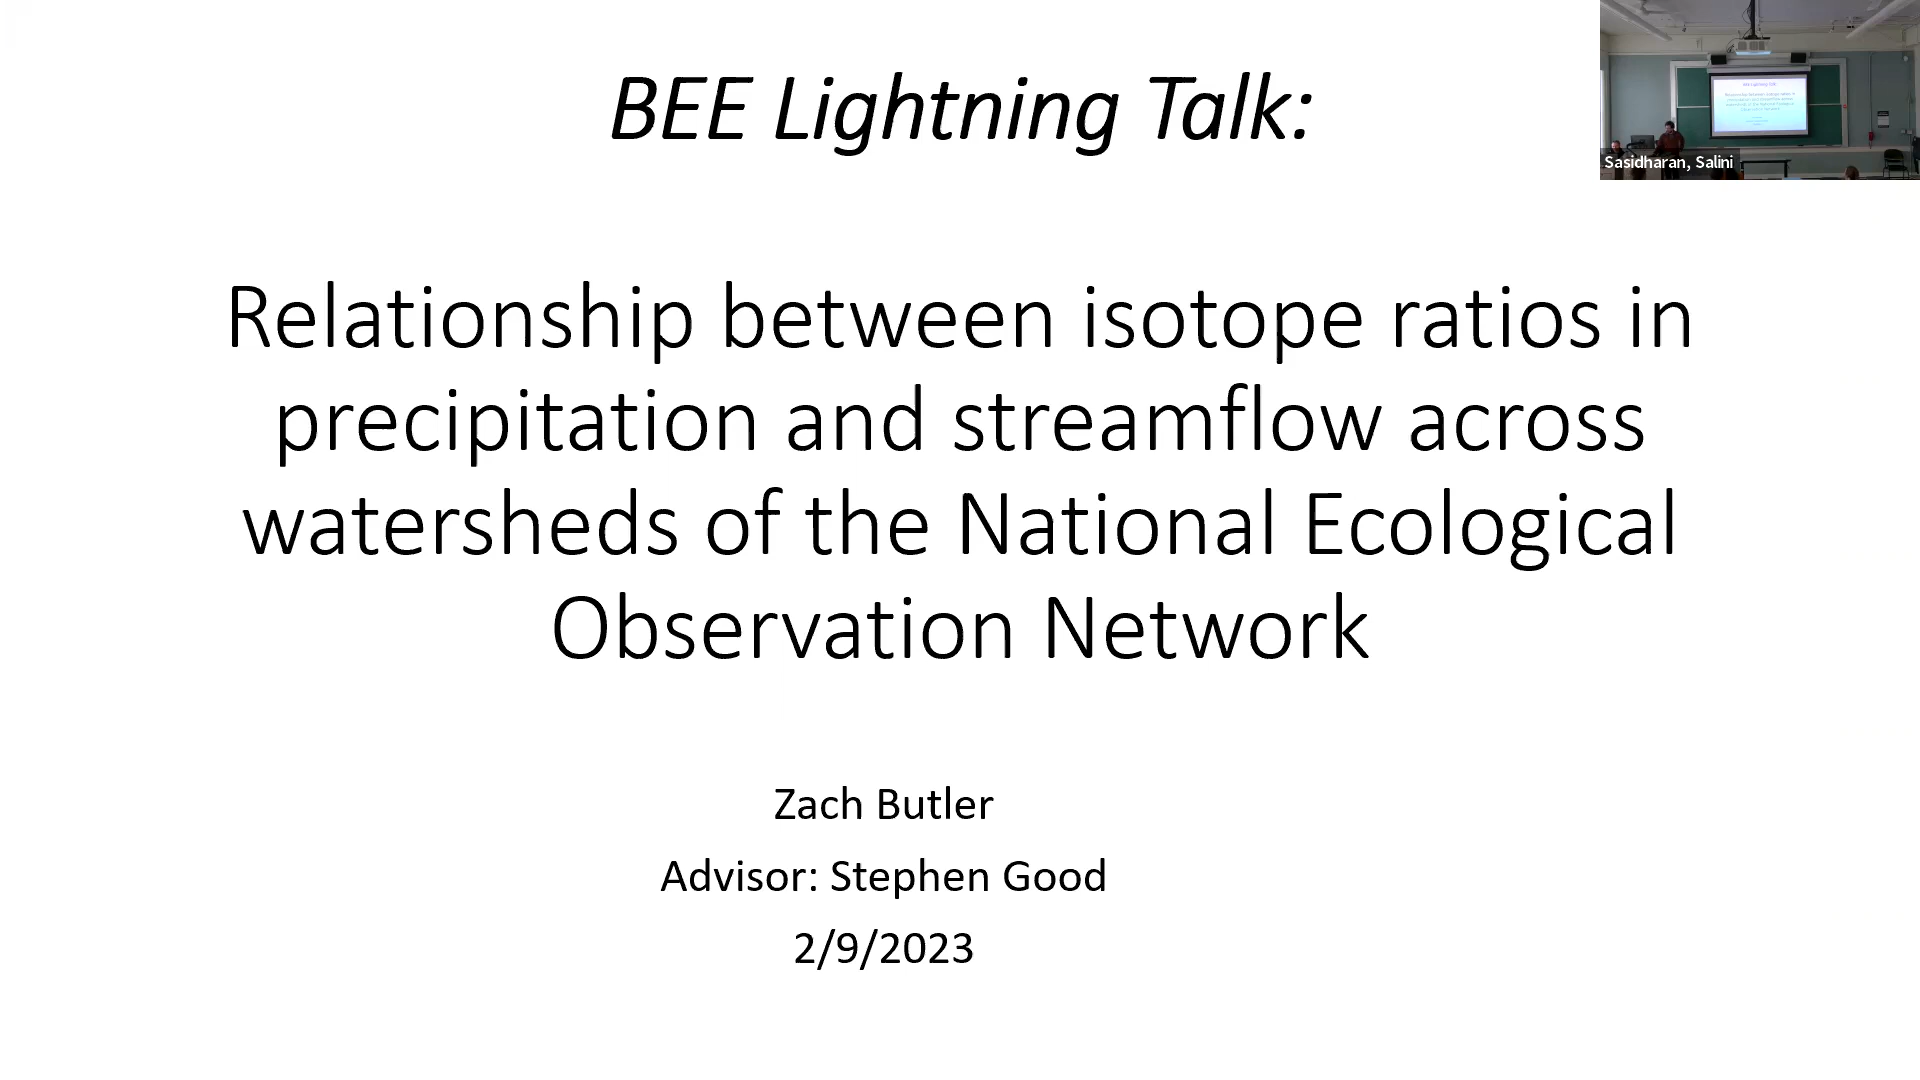 BEE Lightning Talk:
Relationship between isotope ratios in
precipitation and streamflow across
watersheds of the National Ecological
Observation Network
Zach Butler
Advisor: Stephen Good
2/9/2023
Sasidharan, Salini